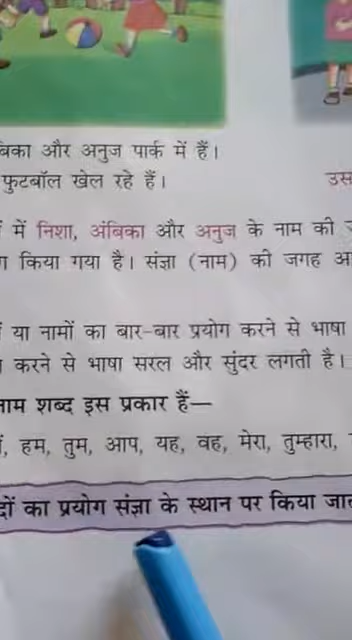 और अनुज पार्क में हैं।
फुटबॉल खेल रहे हैं।
में निशा, अंबिका और अनुज के नाम की
किया गया है। संज्ञा (नाम) की जगह
या नामों का बार-बार प्रयोग करने से भाषा
करने से भाषा सरल और सुंदर लगती है।
शब्द इस प्रकार हैं—
हम, तुम, आप, यह, वह, मेरा, तुम्हारा,
का प्रयोग संज्ञा के स्थान पर किया